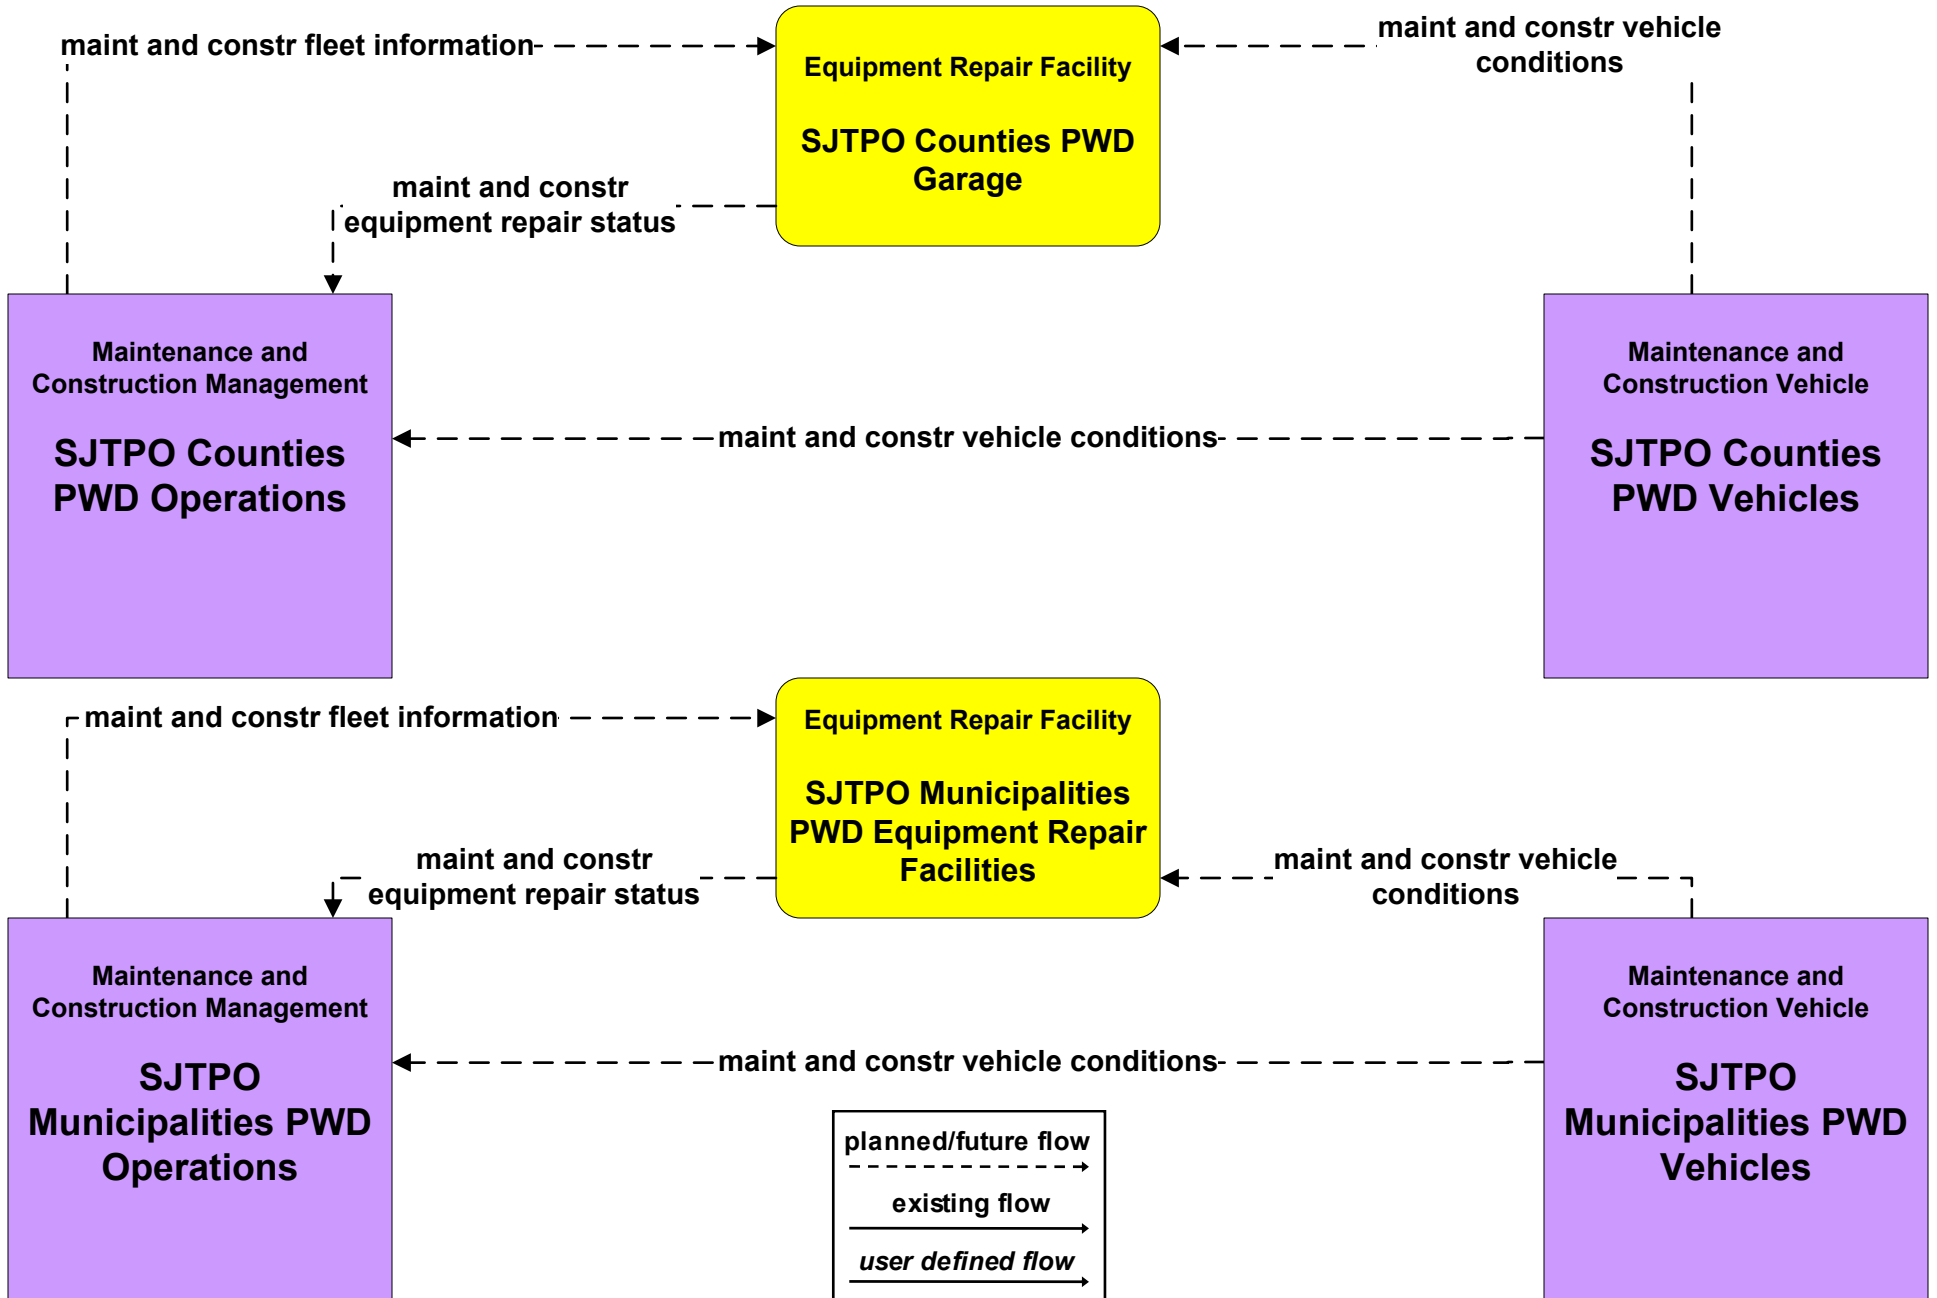 maint and constr fleet information
Equipment Repair Facility
SJTPO Counties PWD
Garage
maint and constr vehicle
conditions
maint and constr
equipment repair status
Maintenance and
Construction Management
SJTPO Counties
PWD Operations
maint and constr vehicle conditions
Maintenance and
Construction Vehicle
SJTPO Counties
PWD Vehicles
maint and constr fleet information
Equipment Repair Facility
SJTPO Municipalities
PWD Equipment Repair
Facilities
maint and constr
equipment repair status
maint and constr vehicle
conditions
Maintenance and
Construction Management
SJTPO
Municipalities PWD
Operations
maint and constr vehicle conditions
Maintenance and
Construction Vehicle
SJTPO
Municipalities PWD
Vehicles
planned/future flow
existing flow
user defined flow